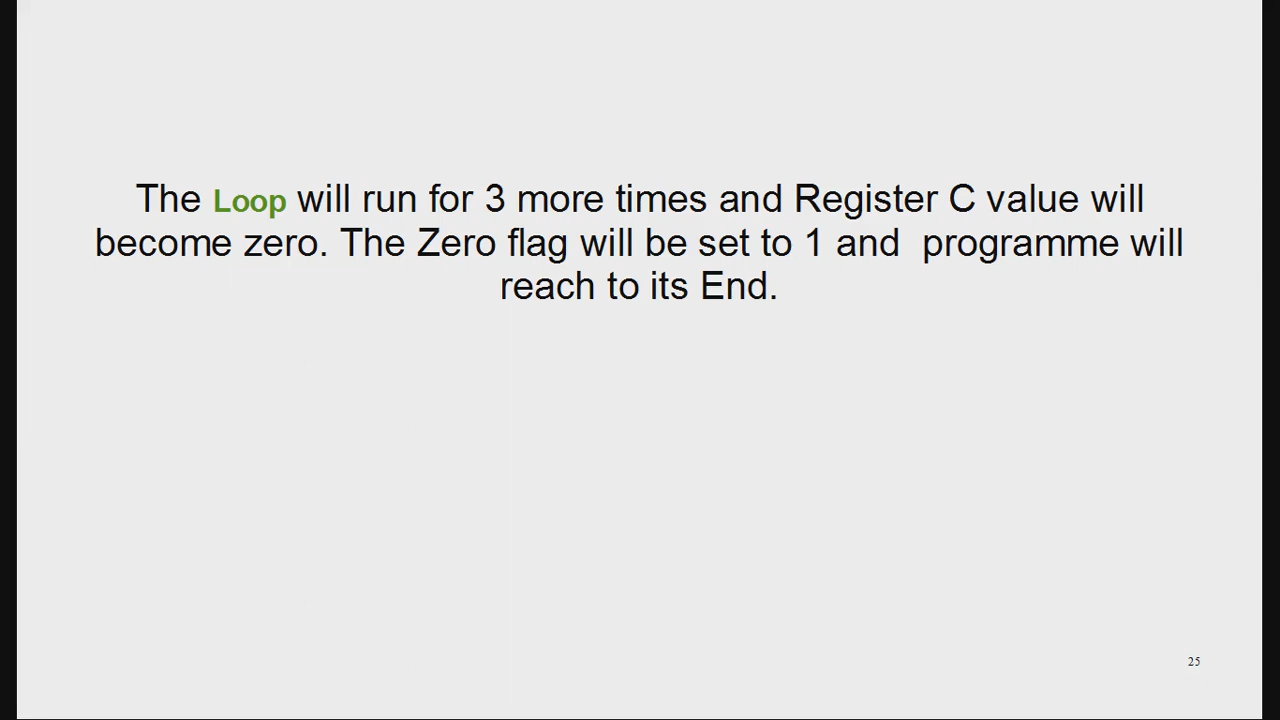 The Loop will run for 3 more times and Register C value will
become zero. The Zero flag will be set to 1 and  programme will
reach to its End.
25